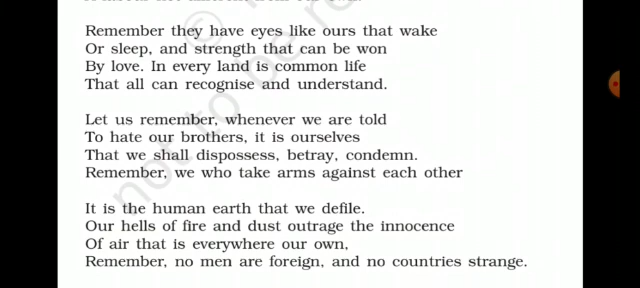 Remember they have eyes like ours that wake
Or sleep, and strength that can be won
By love. In every land is common life
That all can recognise and understand.
Let us remember, whenever we are told
To hate our brothers, it is ourselves
That we shall dispossess, betray, condemn.
Remember, we who take arms against each other
It is the human earth that we defile.
Our hells of fire and dust outrage the innocence
Of air that is everywhere our own,
Remember, no men are foreign, and no countries strange.
not to be re
©